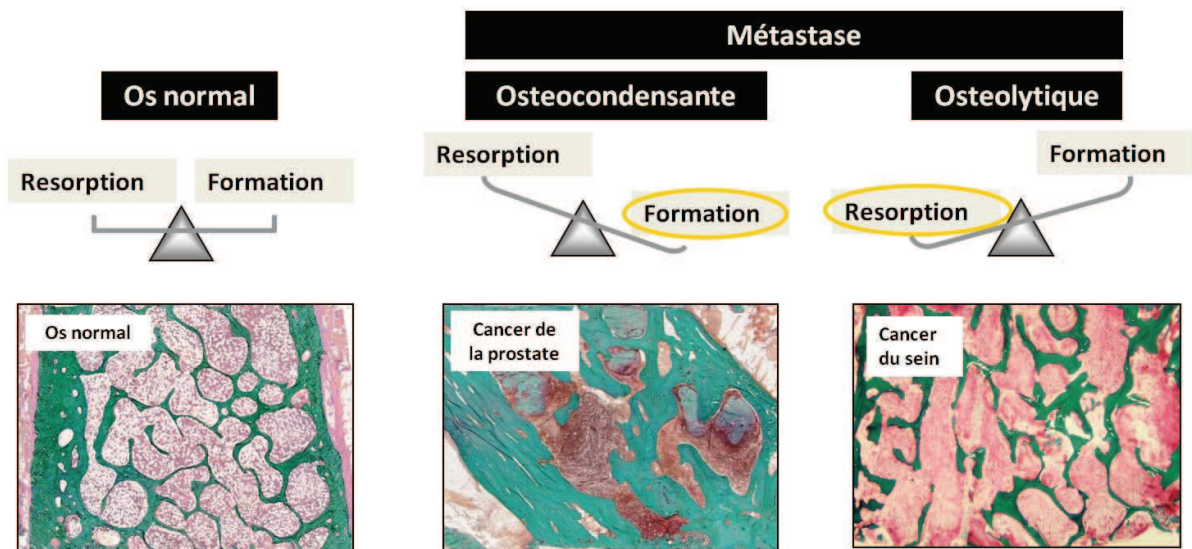 Métastase
Os normal
Osteocondensante
Osteolytique
Resorption
Formation
Resorption
Formation
Resorption
Formation
Os normal
Cancer de
la prostate
Cancer
du sein